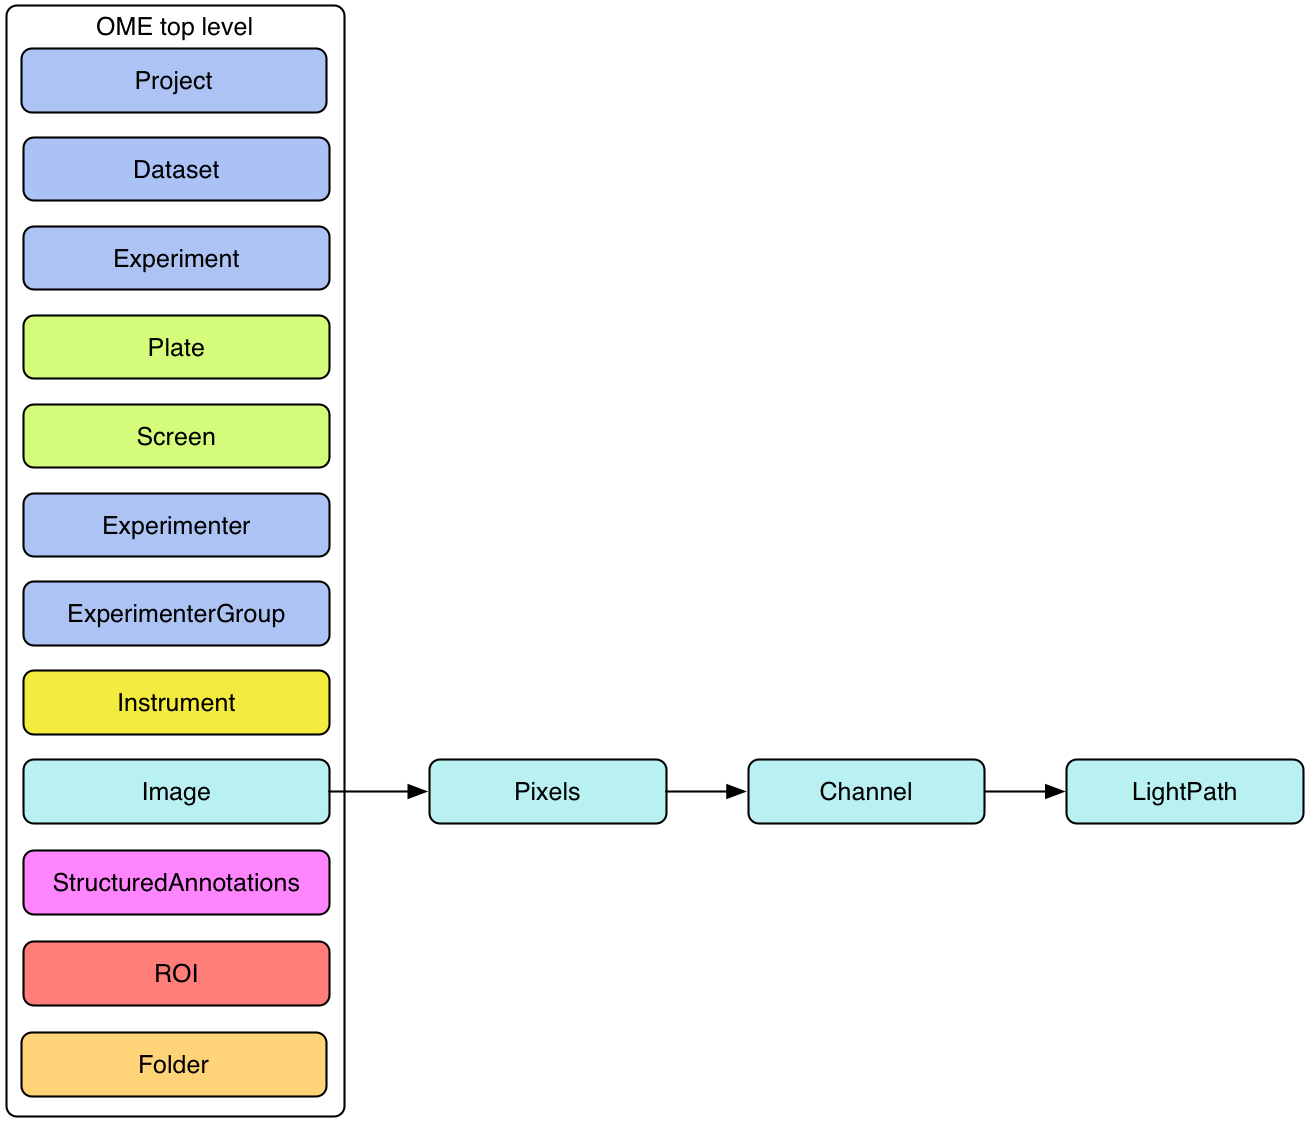 OME top level
Project
Dataset
Experiment
Plate
Screen
Experimenter
ExperimenterGroup
Instrument
Image
Pixels
Channel
LightPath
StructuredAnnotations
ROI
Folder